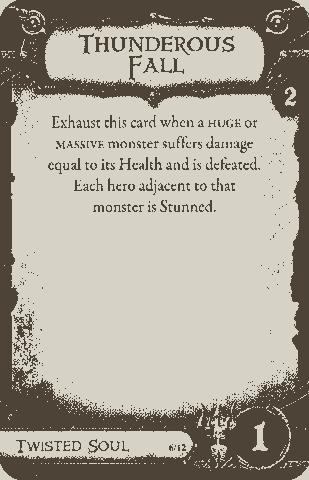 Thunderous
Fall
2
Exhaust this card when a HUGE or
MASSIVE monster suffers damage
equal to its Health and is defeated.
Each hero adjacent to that
monster is Stunned.
Twisted Soul
6/12
1